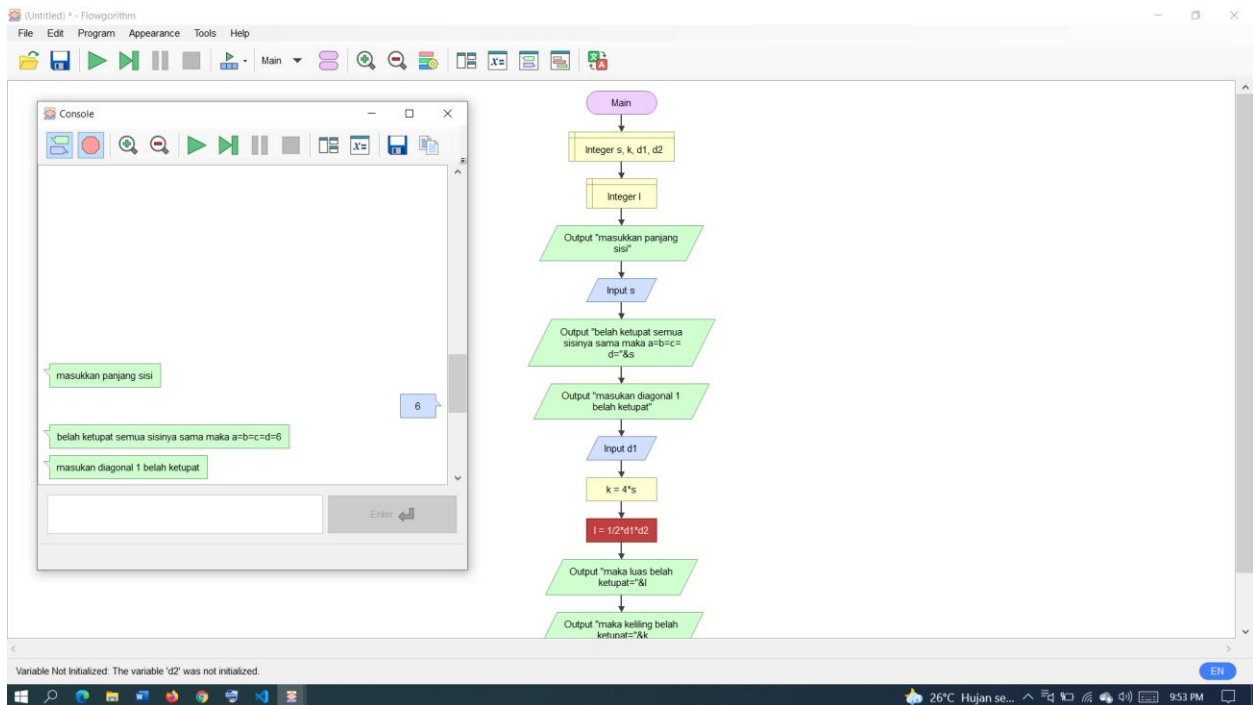 (Untitled) * - Flowgorithm
File Edit Program Appearance Tools Help
Main
Console
masukkan panjang sisi
6
belah ketupat semua sisinya sama maka a=b=c=d=6
masukan diagonal 1 belah ketupat
Enter
Main
Integer s, k, d1, d2
Integer l
Output "masukkan panjang
sisi"
Input s
Output "belah ketupat semua
sisinya sama maka a=b=c=
d="&s
Output "masukan diagonal 1
belah ketupat"
Input d1
k = 4*s
l = 1/2*d1*d2
Output "maka luas belah
ketupat="&l
Output "maka keliling belah
ketupat="&k
Variable Not Initialized: The variable 'd2' was not initialized.
EN
26°C Hujan se... 9:53 PM